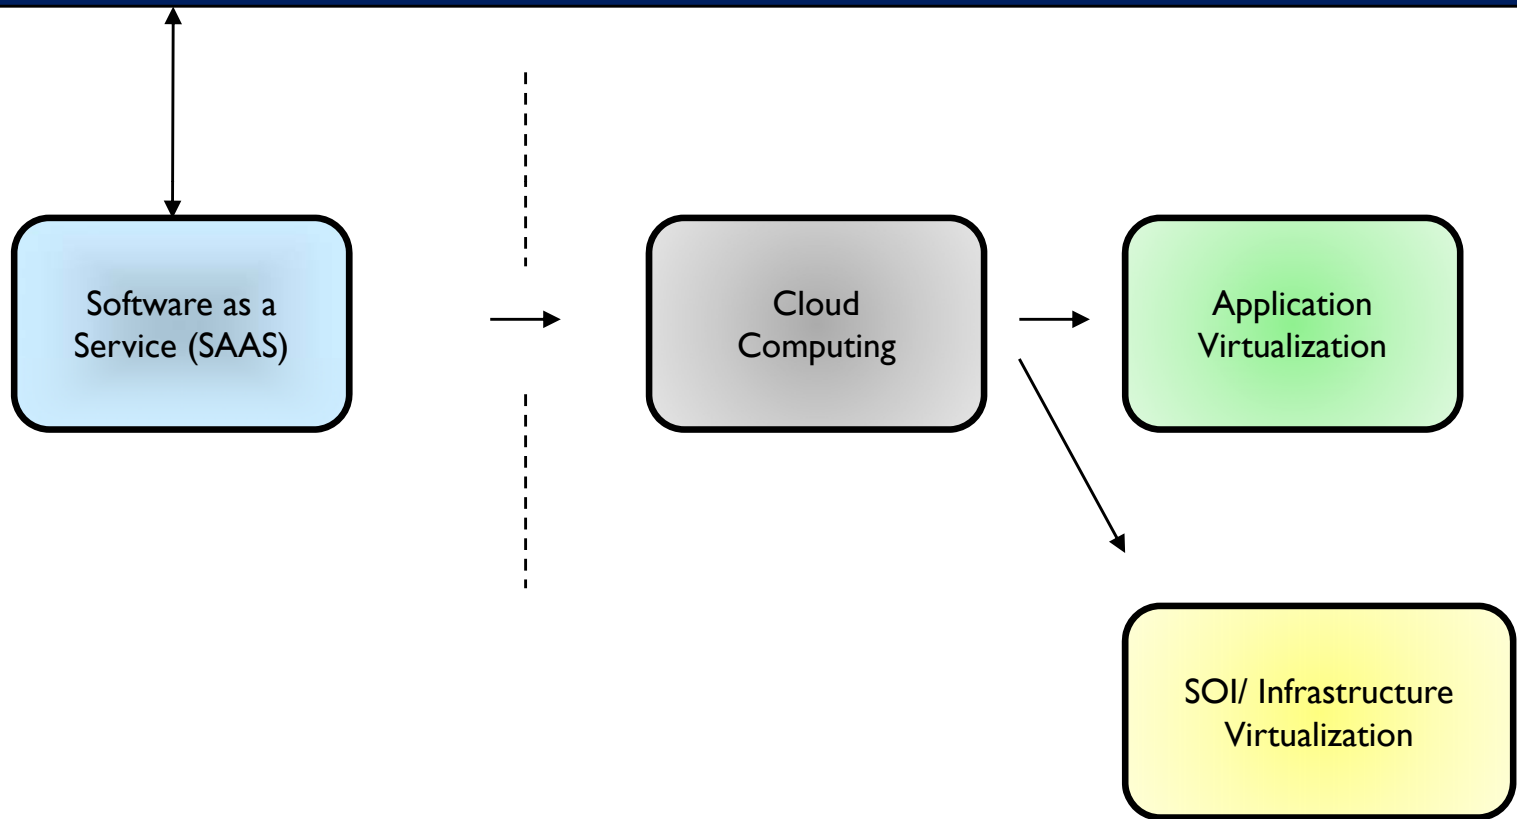 Software as a
Service (SAAS)
Cloud
Computing
Application
Virtualization
SOI/ Infrastructure
Virtualization